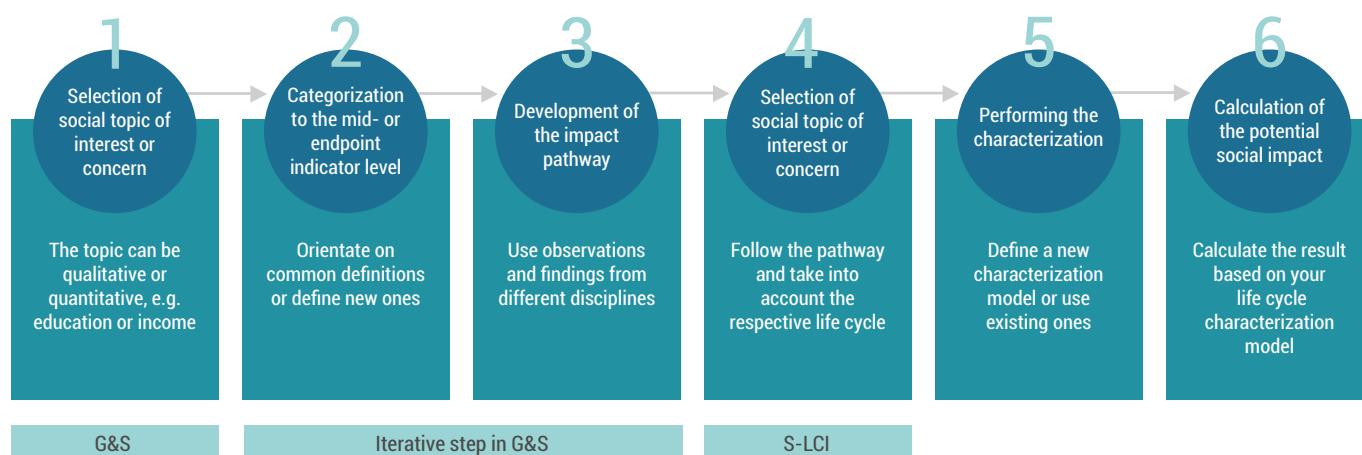 1
Selection of
social topic of
interest or
concern
The topic can be
qualitative or
quantitative, e.g.
education or income
2
Categorization
to the mid- or
endpoint
indicator level
Orientate on
common definitions
or define new ones
3
Development of
the impact
pathway
Use observations
and findings from
different disciplines
4
Selection of
social topic of
interest or
concern
Follow the pathway
and take into
account the
respective life cycle
5
Performing the
characterization
Define a new
characterization
model or use
existing ones
6
Calculation of
the potential
social impact
Calculate the result
based on your
life cycle
characterization
model
G&S
Iterative step in G&S
S-LCI